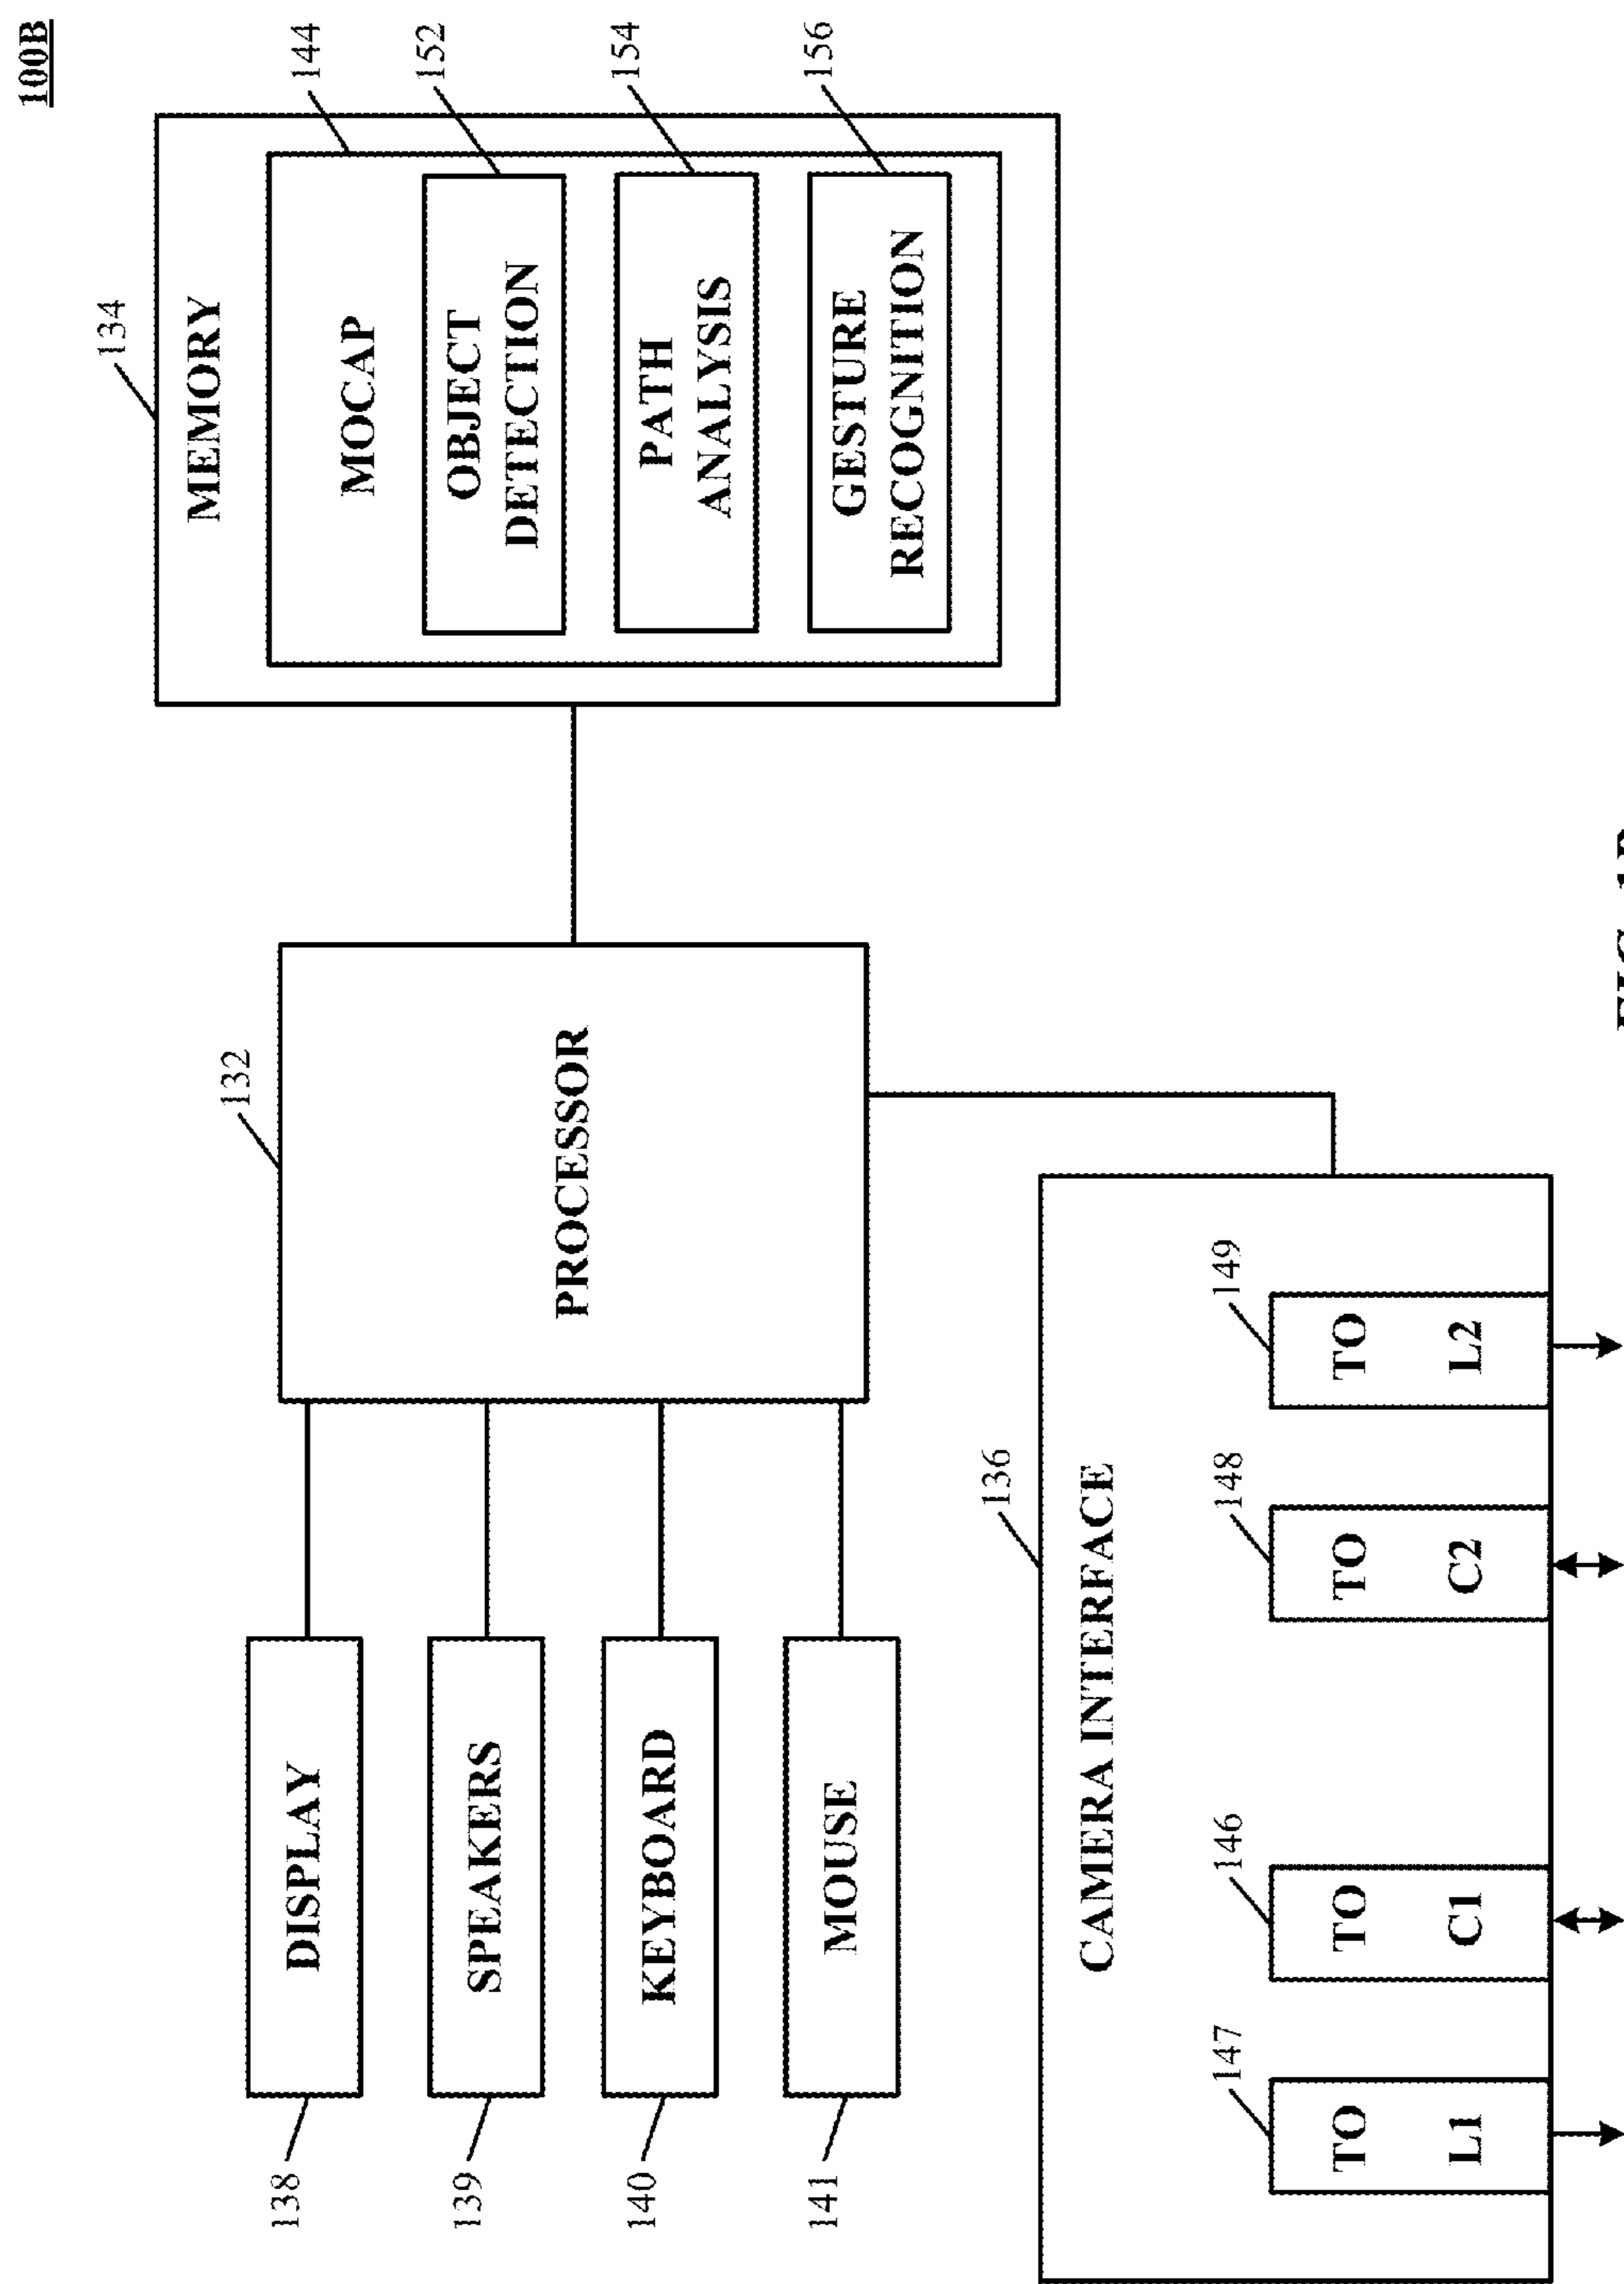 100B
134
MEMORY
144
MOCAP
152
OBJECT
DETECTION
154
PATH
ANALYSIS
156
GESTURE
RECOGNITION
132
PROCESSOR
138
DISPLAY
139
SPEAKERS
140
KEYBOARD
141
MOUSE
136
CAMERA INTERFACE
147
TO
L1
146
TO
C1
148
TO
C2
149
TO
L2